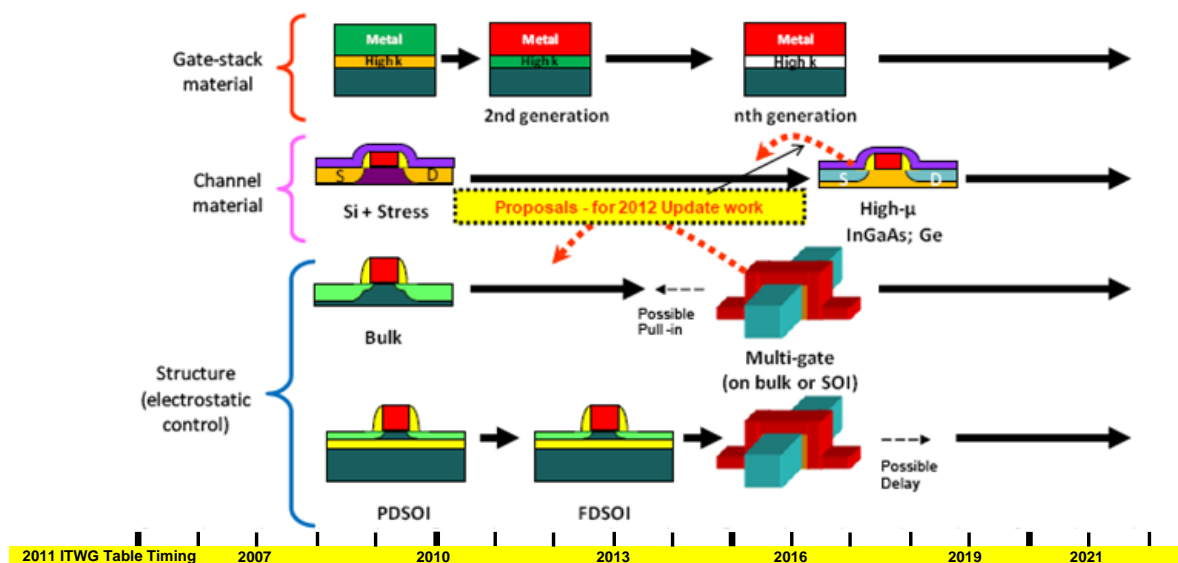 Metal
High k
Metal
High k
Metal
High k
Gate-stack
material
2nd generation
nth generation
Channel
material
S
D
Si + Stress
Proposals - for 2012 Update work
S
D
High-μ
InGaAs; Ge
Bulk
Possible
Pull-in
Multi-gate
(on bulk or SOI)
Structure
(electrostatic
control)
Possible
Delay
PDSOI
FDSOI
2011 ITWG Table Timing 2007 2010 2013 2016 2019 2021